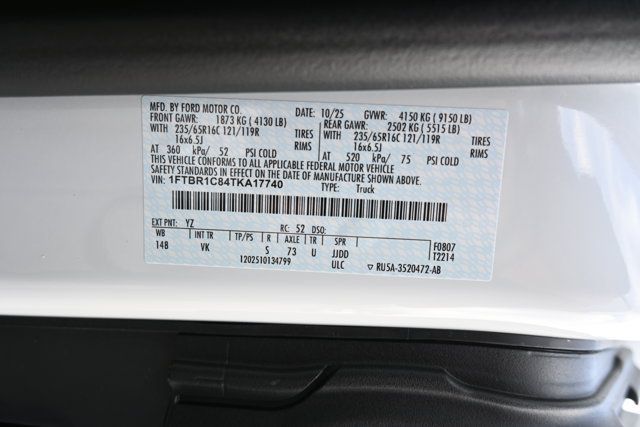 MFD. BY FORD MOTOR CO.
DATE: 10/25 GVWR: 4150 KG ( 9150 LB)
FRONT GAWR: 1873 KG ( 4130 LB) REAR GAWR: 2502 KG ( 5515 LB)
WITH 235/65R16C 121/119R TIRES WITH 235/65R16C 121/119R TIRES
16x6.5J RIMS 16x6.5J RIMS
AT 360 kPa/ 52 PSI COLD AT 520 kPa/ 75 PSI COLD
THIS VEHICLE CONFORMS TO ALL APPLICABLE FEDERAL MOTOR VEHICLE
SAFETY STANDARDS IN EFFECT ON THE DATE OF MANUFACTURE SHOWN ABOVE.
VIN: 1FTBR1C84TKA17740 TYPE: Truck
EXT PNT: YZ RC: 52 DSO:
WB INT TR TP/PS R AXLE TR SPR F0807
148 VK S 73 U JJDD T2214
1202510134799 ULC RU5A-3520472-AB